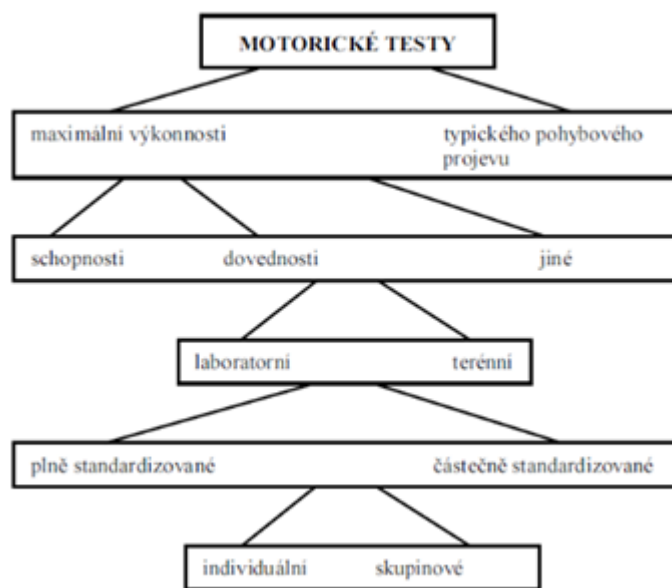 MOTORICKÉ TESTY
maximální výkonnosti typického pohybového
projevu
schopnosti dovednosti jiné
laboratorní terénní
plně standardizované částečně standardizované
individuální skupinové